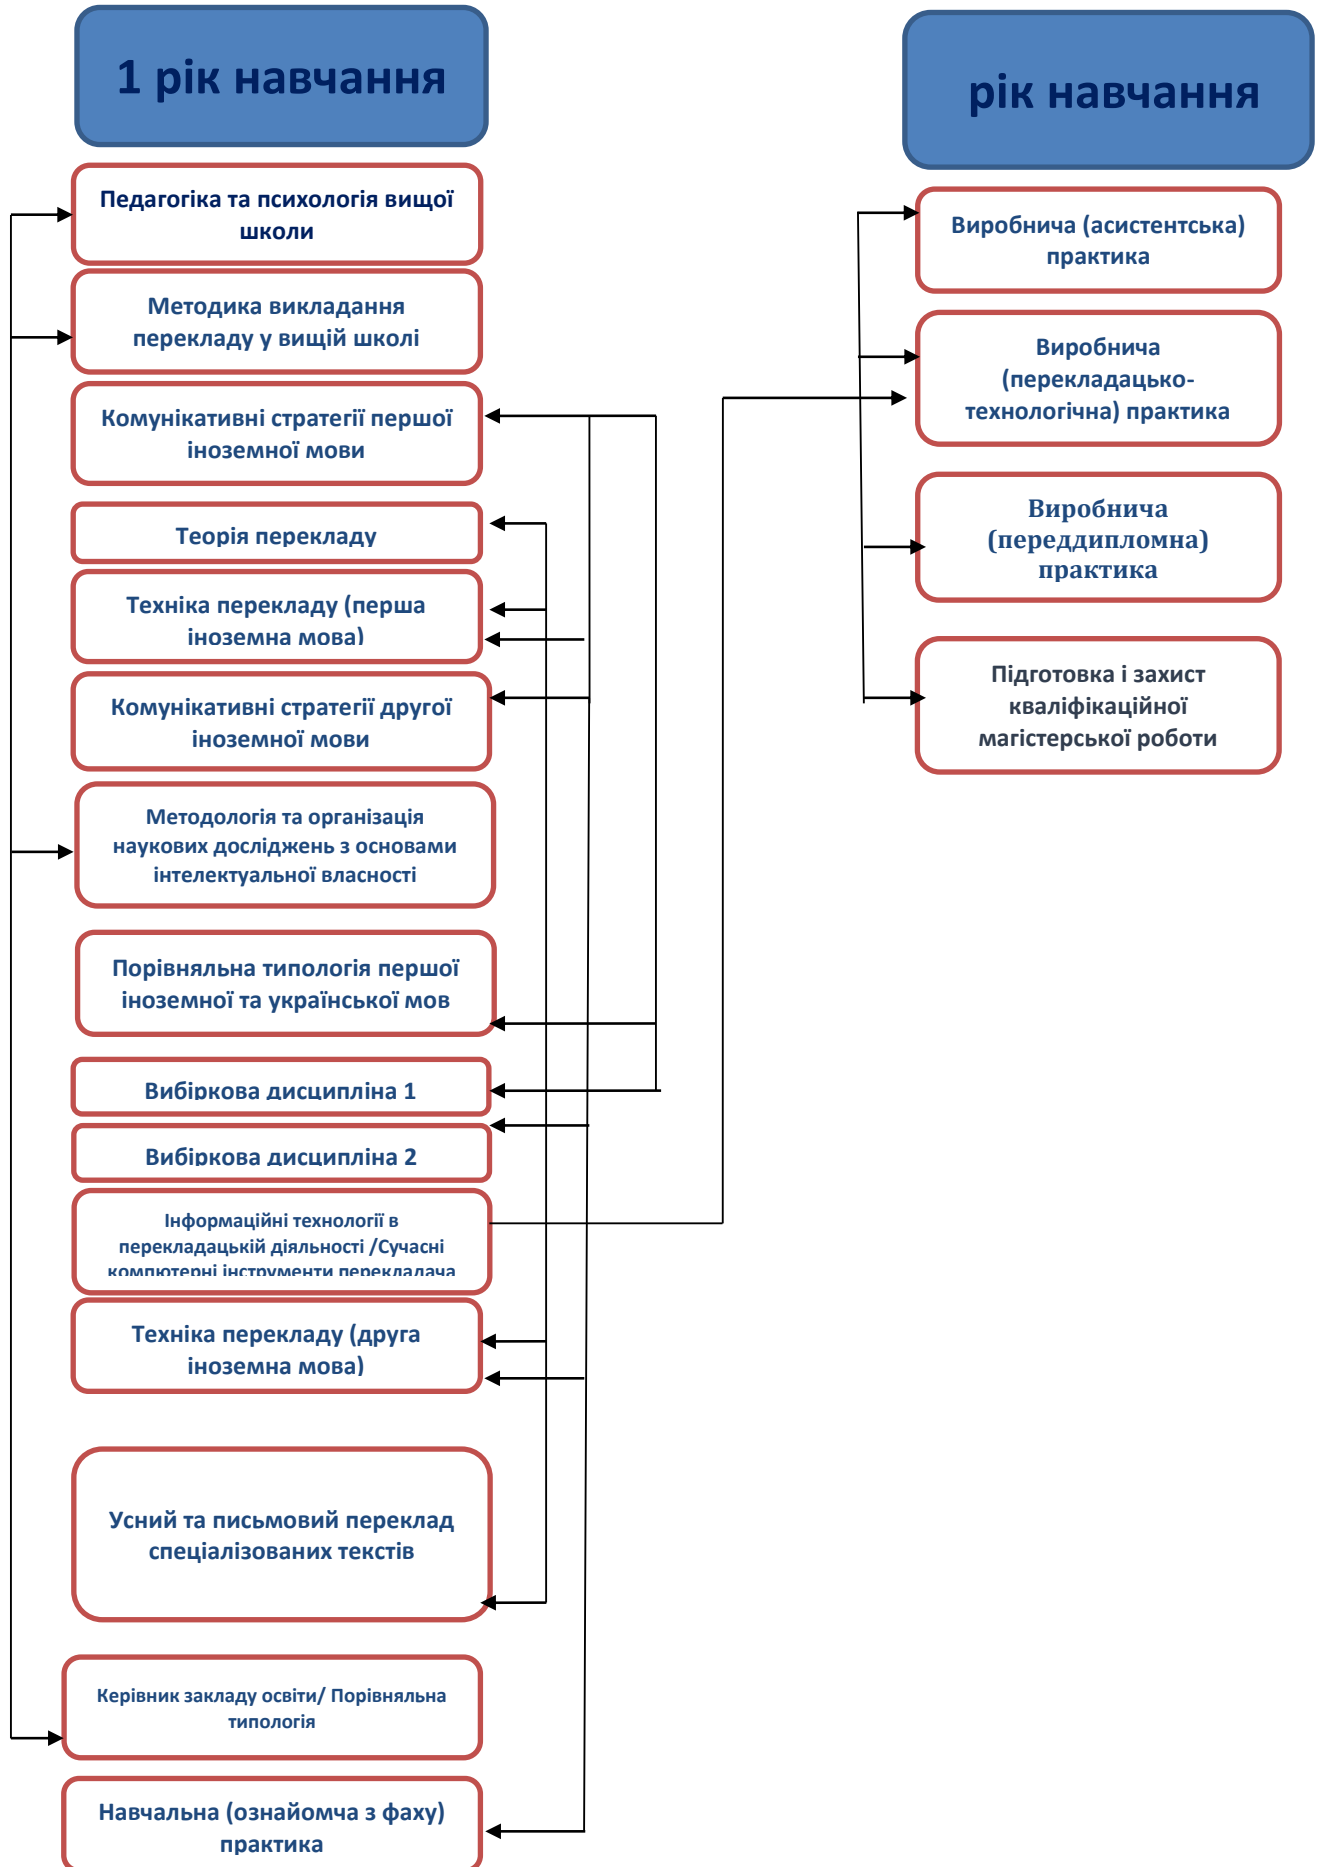 1 рік навчання
Педагогіка та психологія вищої
школи
Методика викладання
перекладу у вищій школі
Комунікативні стратегії першої
іноземної мови
Теорія перекладу
Техніка перекладу (перша
іноземна мова)
Комунікативні стратегії другої
іноземної мови
Методологія та організація
наукових досліджень з основами
інтелектуальної власності
Порівняльна типологія першої
іноземної та української мов
Вибіркова дисципліна 1
Вибіркова дисципліна 2
Інформаційні технології в
перекладацькій діяльності /Сучасні
компютерні інструменти перекладача
Техніка перекладу (друга
іноземна мова)
Усний та письмовий переклад
спеціалізованих текстів
Керівник закладу освіти/ Порівняльна
типологія
Навчальна (ознайомча з фаху)
практика
рік навчання
Виробнича (асистентська)
практика
Виробнича
(перекладацько-
технологічна) практика
Виробнича
(переддипломна)
практика
Підготовка і захист
кваліфікаційної
магістерської роботи